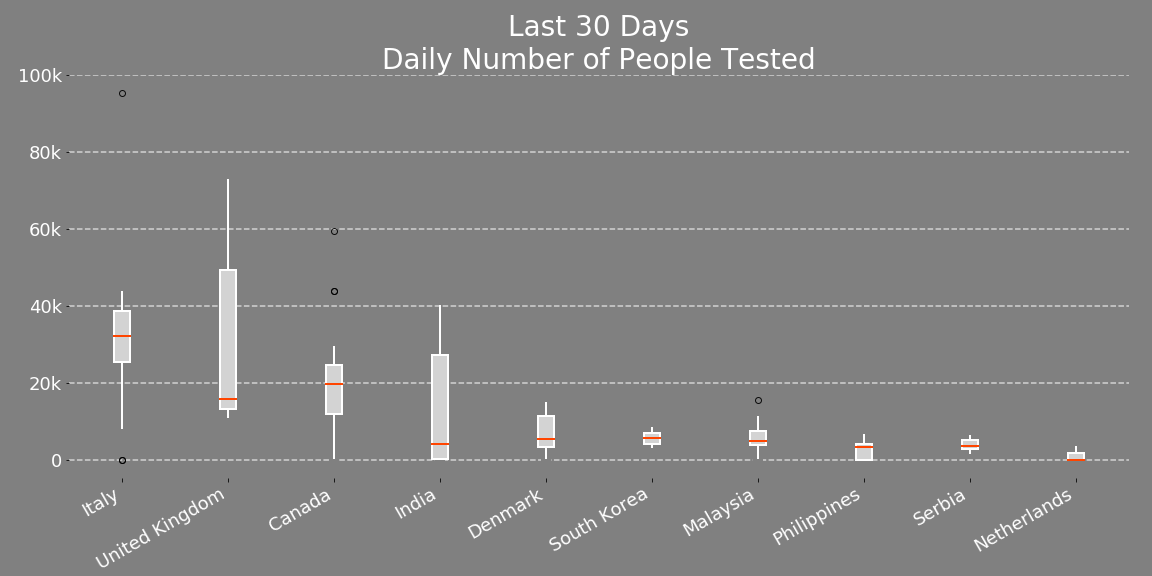 Last 30 Days
Daily Number of People Tested
100k
80k
60k
40k
20k
0
Italy
United Kingdom
Canada
India
Denmark
South Korea
Malaysia
Philippines
Serbia
Netherlands